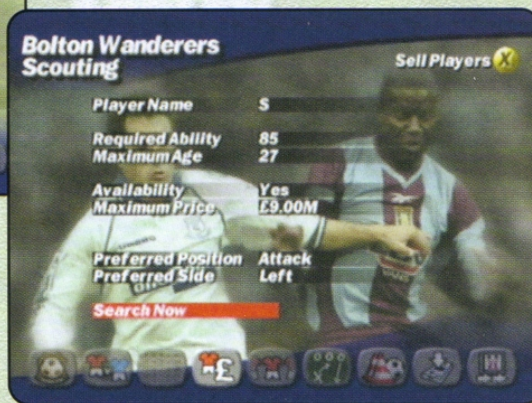 Bolton Wanderers
Scouting
Sell Players X
Player Name S
Required Ability 85
Maximum Age 27
Availability Yes
Maximum Price £9.00M
Preferred Position Attack
Preferred Side Left
Search Now
£